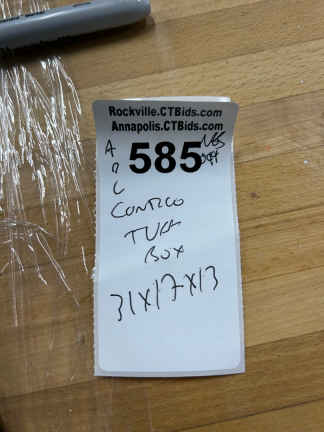 Rockville.CTBids.com
Annapolis.CTBids.com
585
A
CONTICO
TUFF
BOX
31X17X13